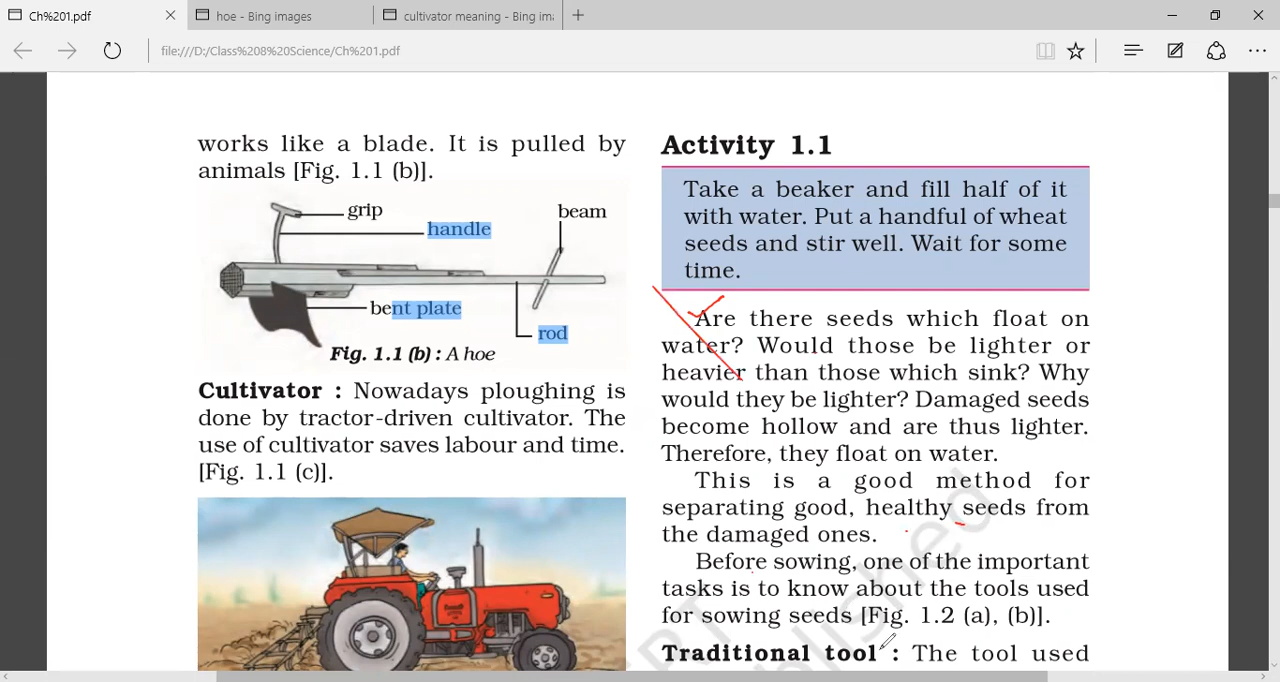 Ch%201.pdf
hoe - Bing images
cultivator meaning - Bing im
file:///D:/Class%208%20Science/Ch%201.pdf
works like a blade. It is pulled by
animals [Fig. 1.1 (b)].
grip
beam
handle
bent plate
rod
Fig. 1.1 (b) : A hoe
Cultivator : Nowadays ploughing is
done by tractor-driven cultivator. The
use of cultivator saves labour and time.
[Fig. 1.1 (c)].
Activity 1.1
Take a beaker and fill half of it
with water. Put a handful of wheat
seeds and stir well. Wait for some
time.
Are there seeds which float on
water? Would those be lighter or
heavier than those which sink? Why
would they be lighter? Damaged seeds
become hollow and are thus lighter.
Therefore, they float on water.
This is a good method for
separating good, healthy seeds from
the damaged ones.
Before sowing, one of the important
tasks is to know about the tools used
for sowing seeds [Fig. 1.2 (a), (b)].
Traditional tool : The tool used